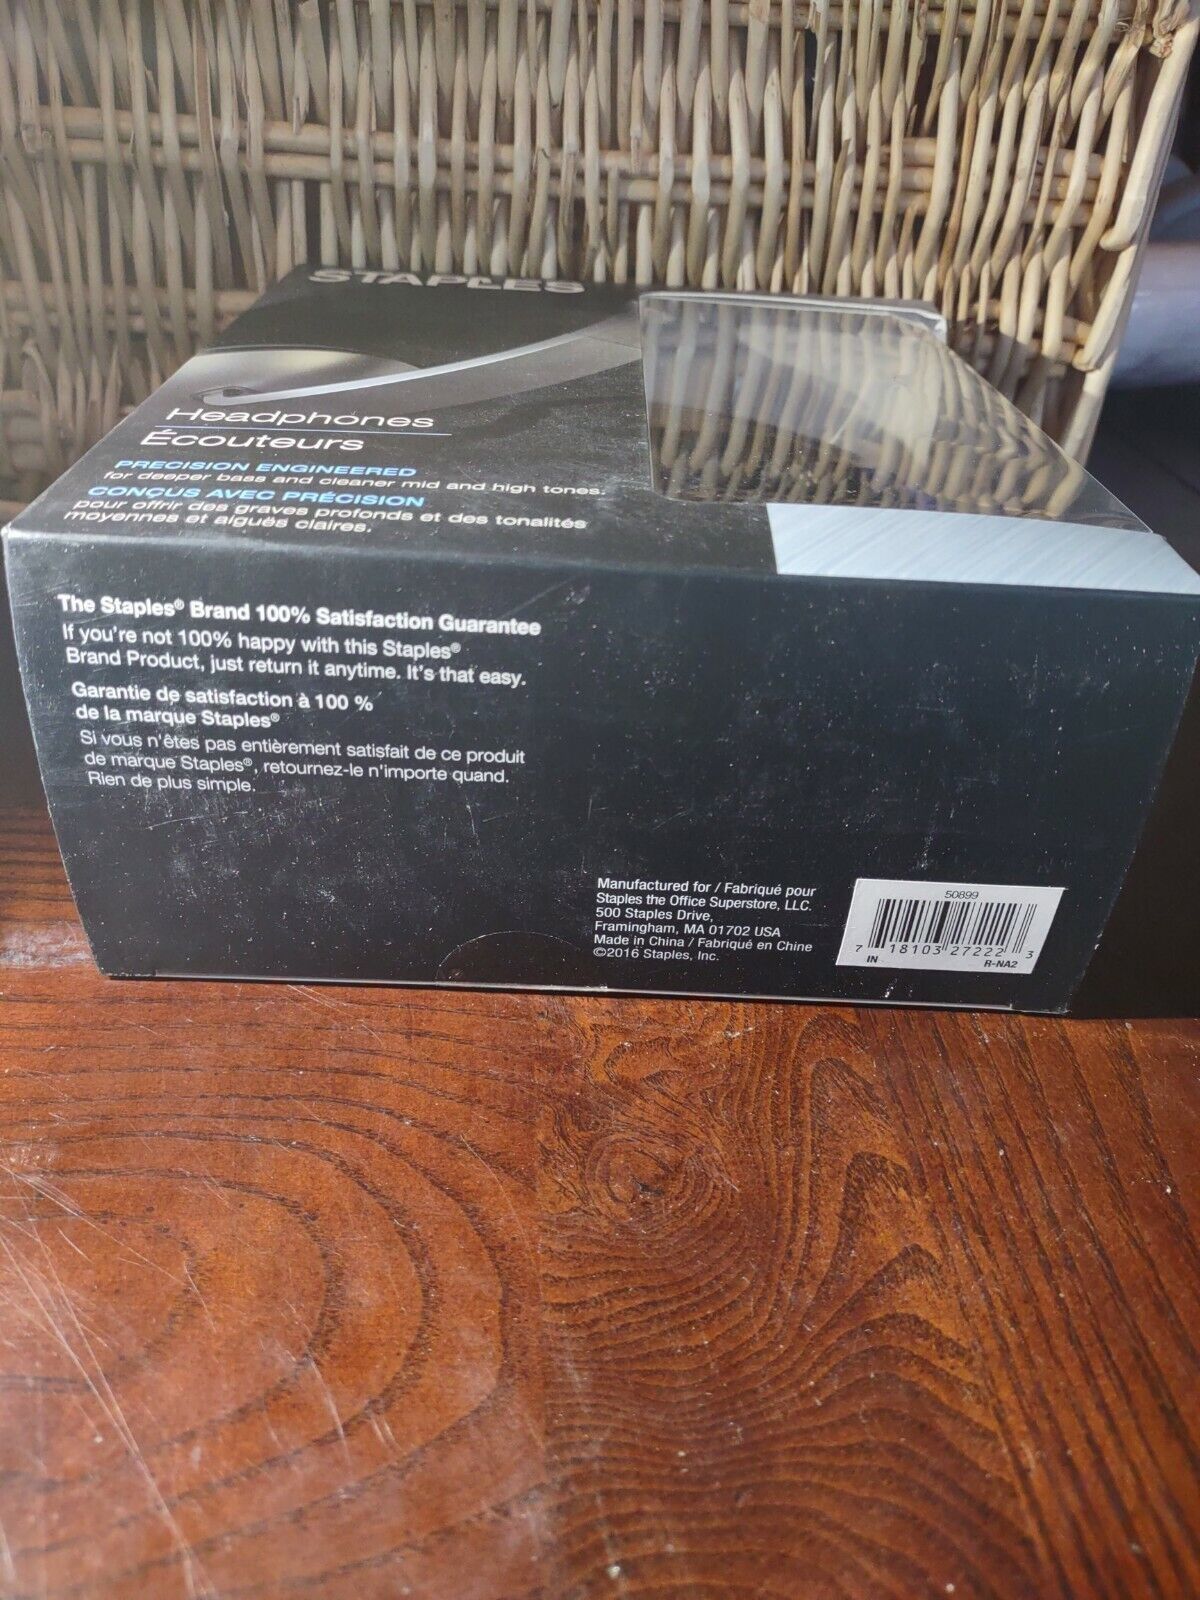 STAPLES
Headphones
Écouteurs
PRECISION ENGINEERED
for deeper bass and cleaner mid and high tones.
CONÇUS AVEC PRÉCISION
pour offrir des graves profonds et des tonalités
moyennes et aiguës claires.
The Staples® Brand 100% Satisfaction Guarantee
If you're not 100% happy with this Staples®
Brand Product, just return it anytime. It's that easy.
Garantie de satisfaction à 100 %
de la marque Staples®
Si vous n'êtes pas entièrement satisfait de ce produit
de marque Staples®, retournez-le n'importe quand.
Rien de plus simple.
Manufactured for / Fabriqué pour
Staples the Office Superstore, LLC.
500 Staples Drive,
Framingham, MA 01702 USA
Made in China / Fabriqué en Chine
©2016 Staples, Inc.
50899
7 18103 27222 3
IN R-NA2